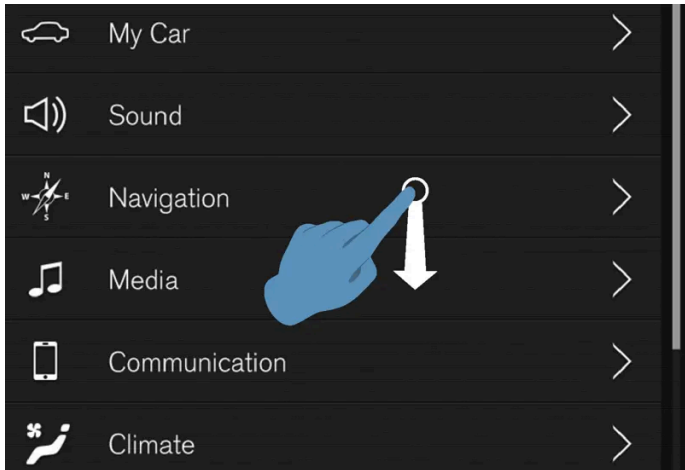 My Car
Sound
N
W E
S
Navigation
Media
Communication
Climate